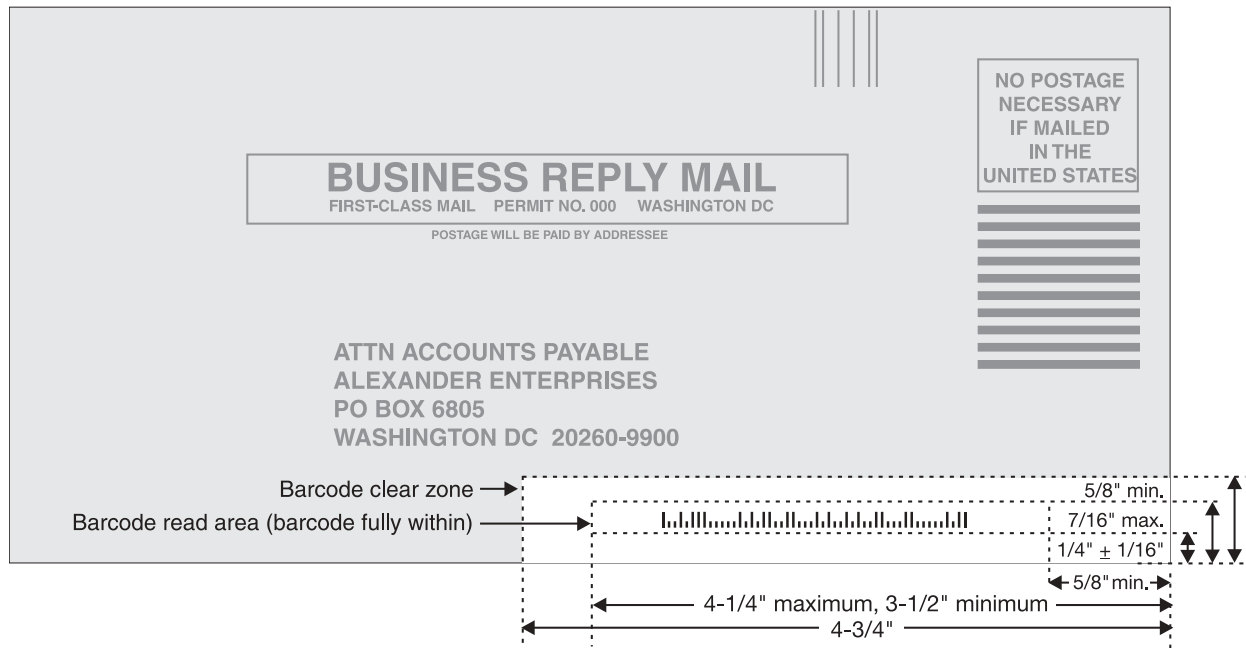 NO POSTAGE
NECESSARY
IF MAILED
IN THE
UNITED STATES
BUSINESS REPLY MAIL
FIRST-CLASS MAIL PERMIT NO. 000 WASHINGTON DC
POSTAGE WILL BE PAID BY ADDRESSEE
ATTN ACCOUNTS PAYABLE
ALEXANDER ENTERPRISES
PO BOX 6805
WASHINGTON DC 20260-9900
Barcode clear zone
5/8" min.
Barcode read area (barcode fully within)
7/16" max.
1/4" ± 1/16"
5/8"min.
4-1/4" maximum, 3-1/2" minimum
4-3/4"